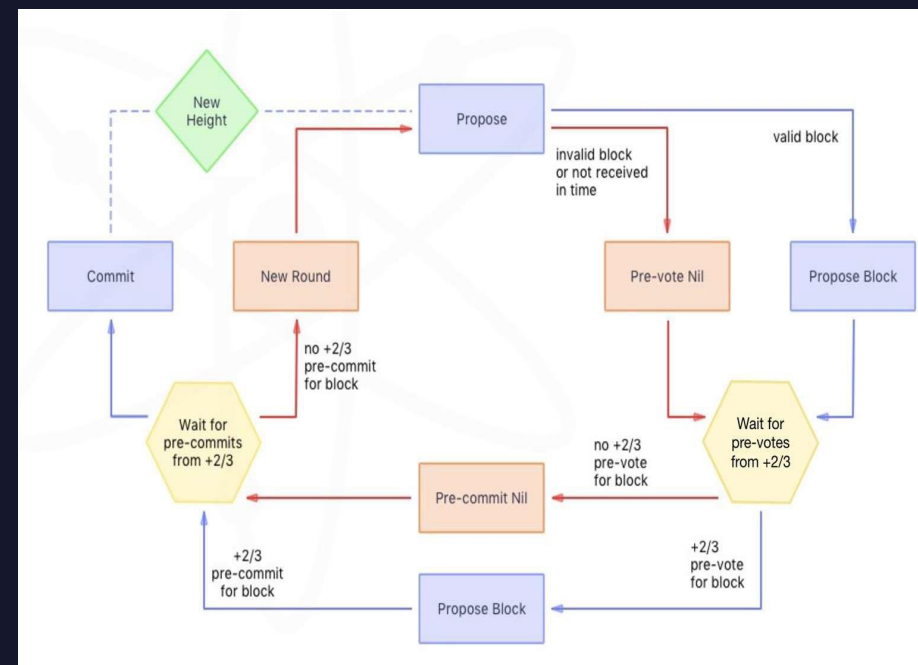 New
Height
Propose
valid block
invalid block
or not received
in time
Commit
New Round
Pre-vote Nil
Propose Block
no +2/3
pre-commit
for block
Wait for
pre-commits
from +2/3
Wait for
pre-votes
from +2/3
no +2/3
pre-vote
for block
Pre-commit Nil
+2/3
pre-commit
for block
+2/3
pre-vote
for block
Propose Block